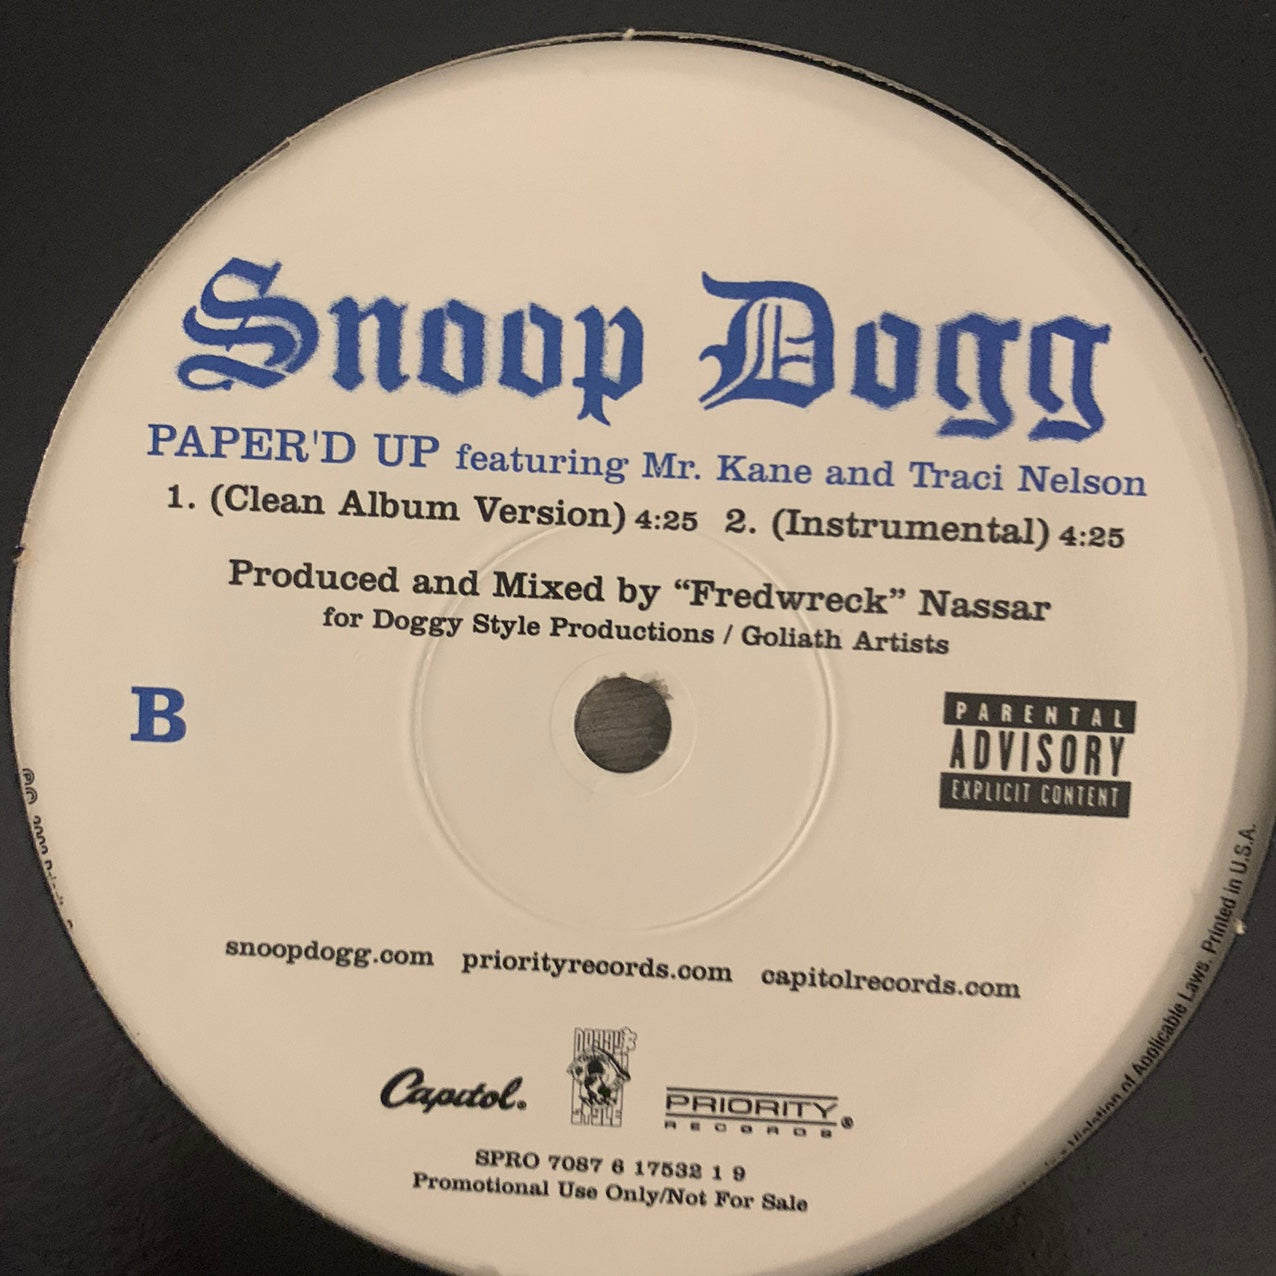 Snoop Dogg
PAPER'D UP featuring Mr. Kane and Traci Nelson
1. (Clean Album Version) 4:25 2. (Instrumental) 4:25
Produced and Mixed by “Fredwreck” Nassar
for Doggy Style Productions / Goliath Artists
B
PARENTAL
ADVISORY
EXPLICIT CONTENT
snoopdogg.com priorityrecords.com capitolrecords.com
Capitol®
STYLE
PRIORITY
RECORDS®
SPRO 7087 6 17532 1 9
Promotional Use Only/Not For Sale
Violation of Applicable Laws. Printed in U.S.A.